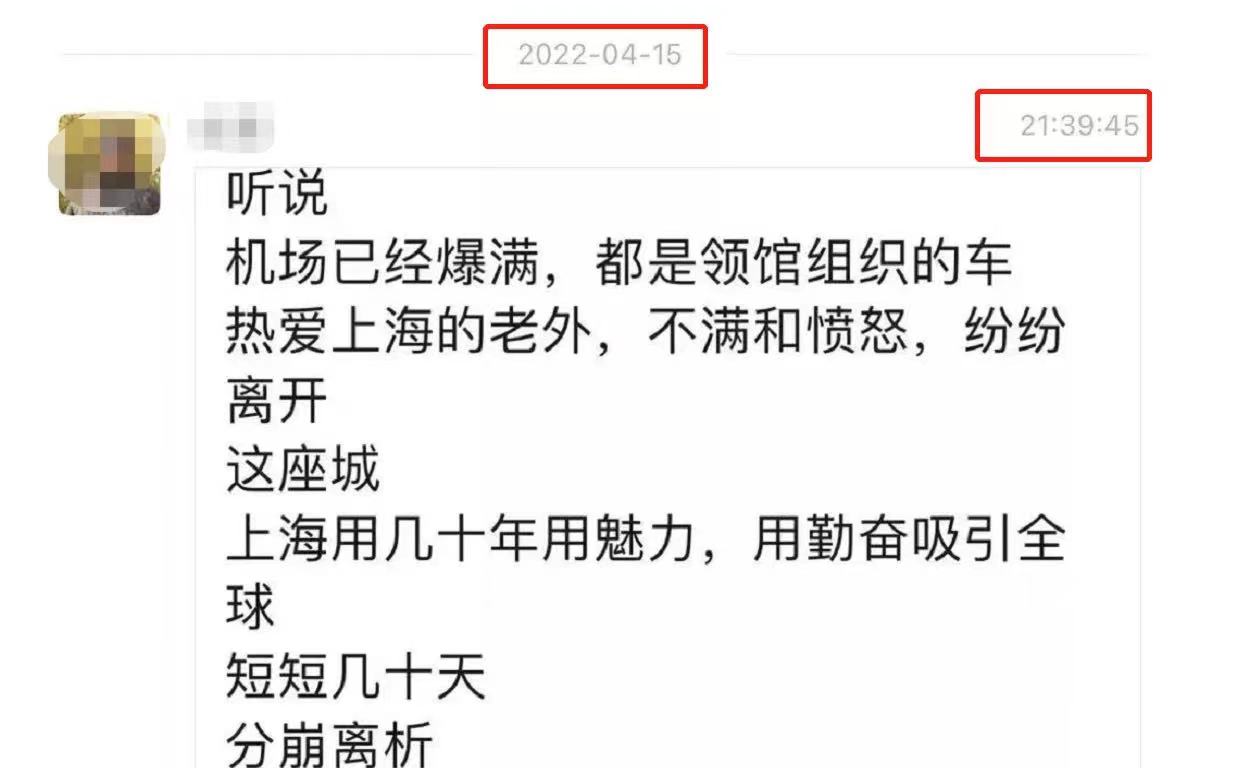 2022-04-15
21:39:45
听说
机场已经爆满，都是领馆组织的车
热爱上海的老外，不满和愤怒，纷纷
离开
这座城
上海用几十年用魅力，用勤奋吸引全
球
短短几十天
分崩离析